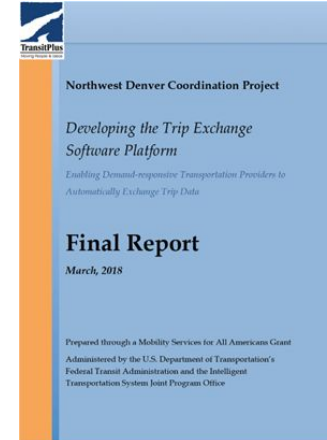 TransitPlus
Moving People & Ideas
Northwest Denver Coordination Project
Developing the Trip Exchange
Software Platform
Enabling Demand-responsive Transportation Providers to
Automatically Exchange Trip Data
Final Report
March, 2018
Prepared through a Mobility Services for All Americans Grant
Administered by the U.S. Department of Transportation's
Federal Transit Administration and the Intelligent
Transportation System Joint Program Office